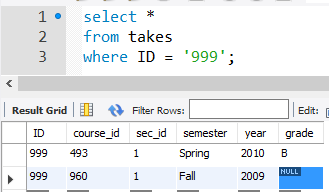 1 select *
2 from takes
3 where ID = '999';
Result Grid Filter Rows: Edit:
ID course_id sec_id semester year grade
999 493 1 Spring 2010 B
999 960 1 Fall 2009 NULL